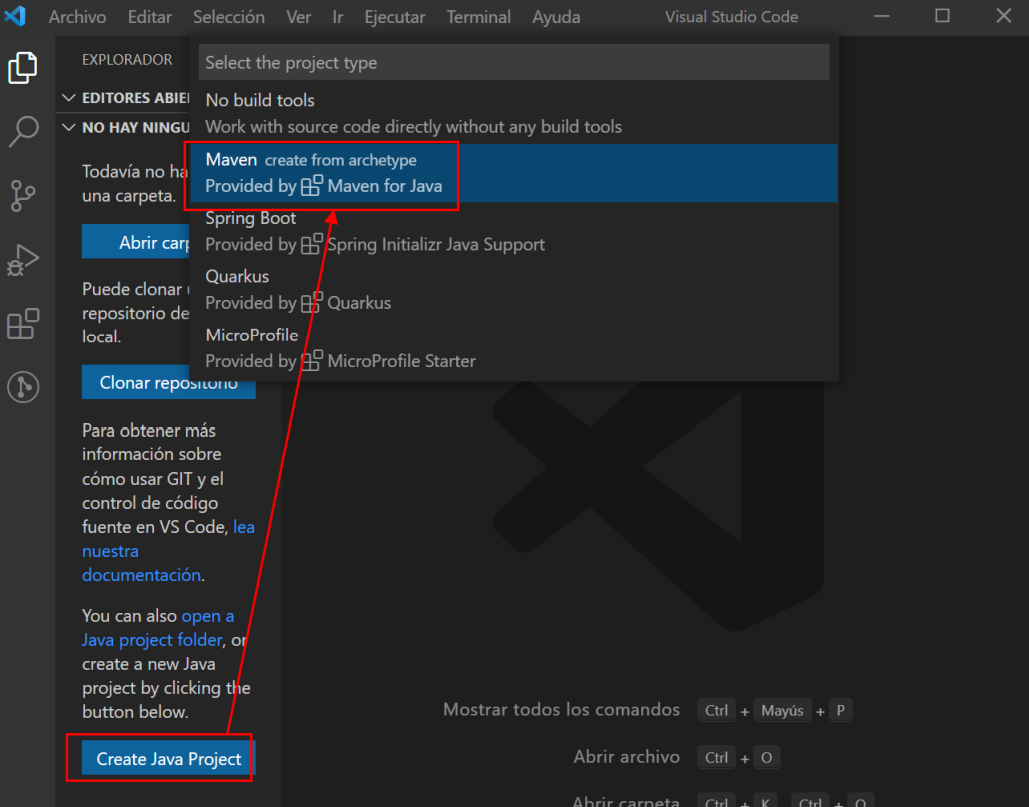 Archivo Editar Selección Ver Ir Ejecutar Terminal Ayuda Visual Studio Code
EXPLORADOR
EDITORES ABIE
NO HAY NINGU
Todavía no ha
una carpeta.
Abrir carp
Puede clonar
repositorio de
local.
Clonar repositorio
Para obtener más
información sobre
cómo usar GIT y el
control de código
fuente en VS Code, lea
nuestra
documentación.
You can also open a
Java project folder, or
create a new Java
project by clicking the
button below.
Create Java Project
Select the project type
No build tools
Work with source code directly without any build tools
Maven create from archetype
Provided by Maven for Java
Spring Boot
Provided by Spring Initializr Java Support
Quarkus
Provided by Quarkus
MicroProfile
Provided by MicroProfile Starter
Mostrar todos los comandos Ctrl + Mayús + P
Abrir archivo Ctrl + O
Abrir carpeta Ctrl + K Ctrl + O